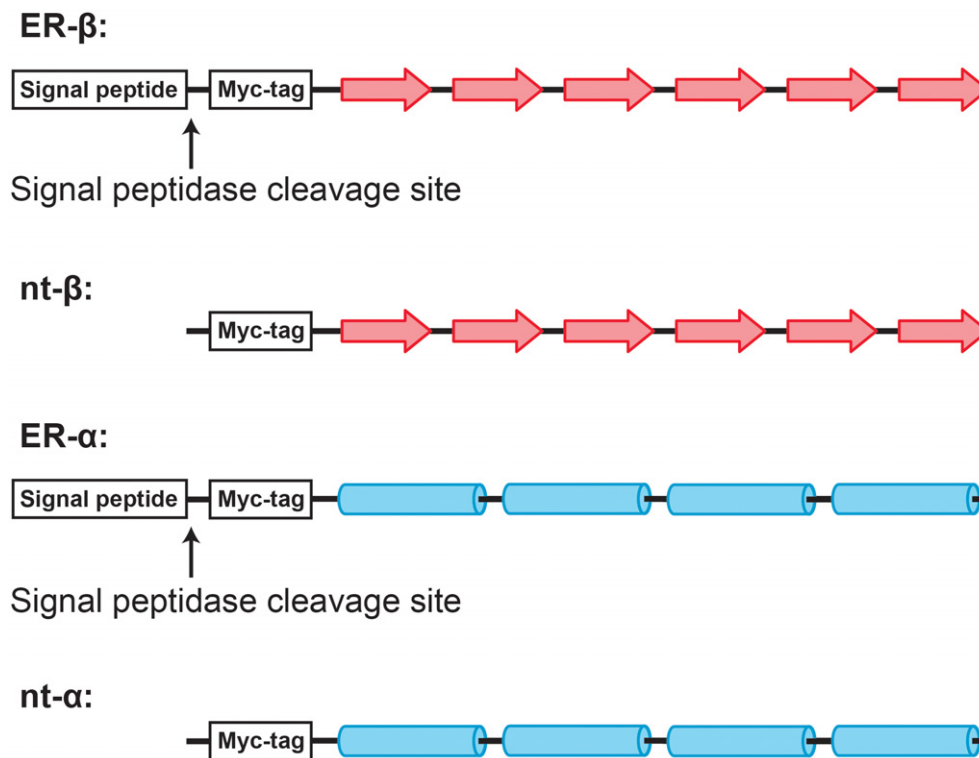 ER-β:
Signal peptide Myc-tag
Signal peptidase cleavage site
nt-β:
Myc-tag
ER-α:
Signal peptide Myc-tag
Signal peptidase cleavage site
nt-α:
Myc-tag